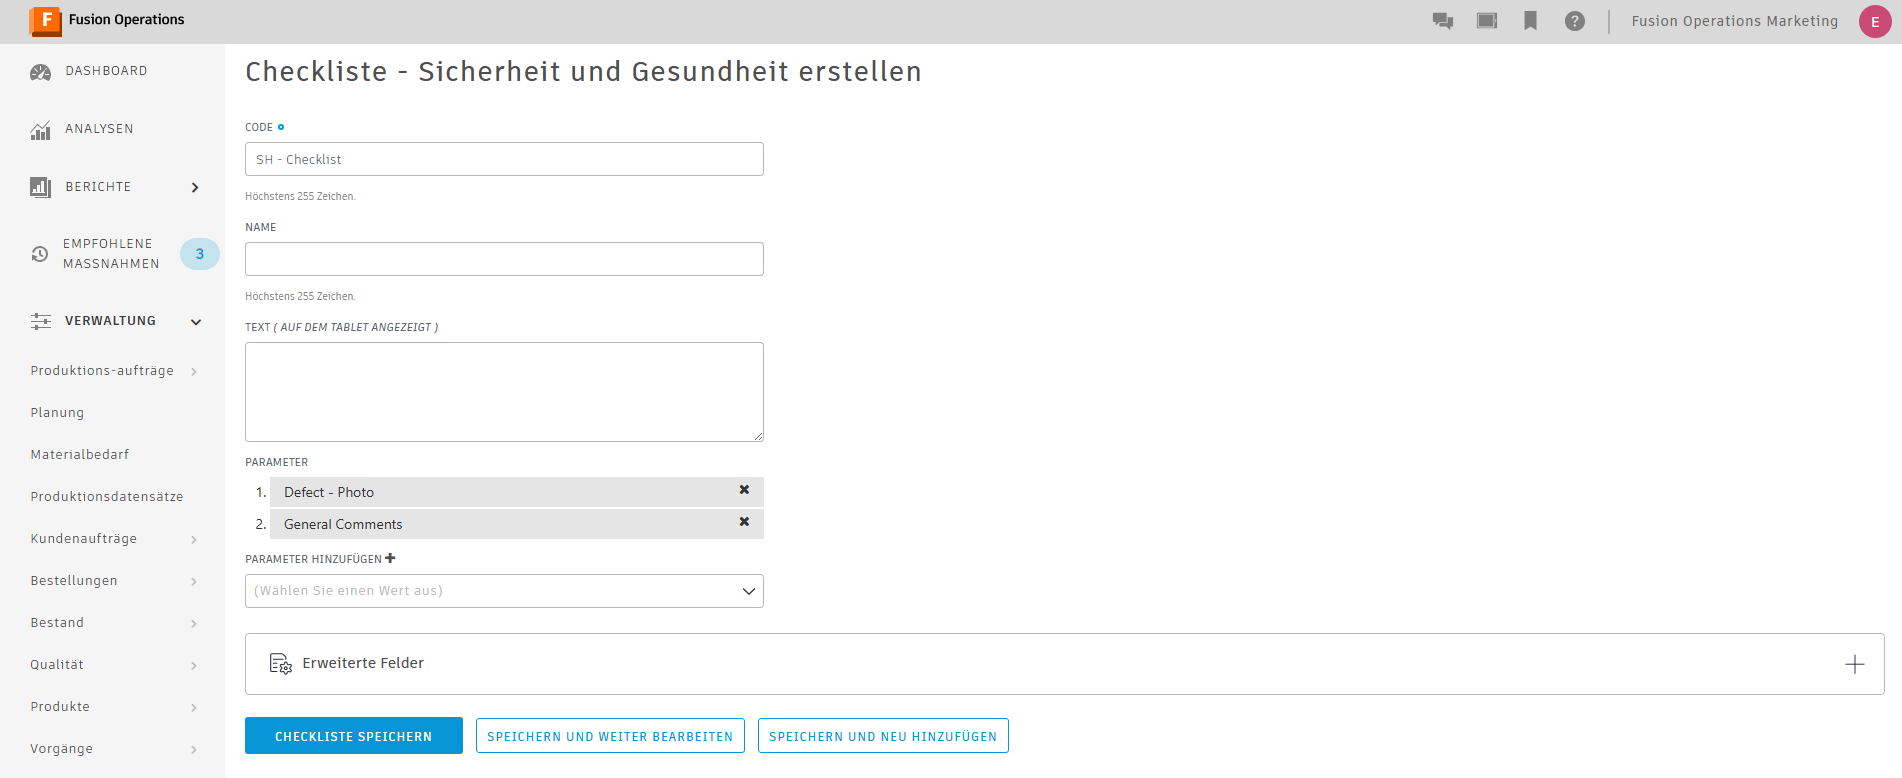 F Fusion Operations
? Fusion Operations Marketing E
DASHBOARD
ANALYSEN
BERICHTE
EMPFOHLENE
MASSNAHMEN
3
VERWALTUNG
Produktions-aufträge
Planung
Materialbedarf
Produktionsdatensätze
Kundenaufträge
Bestellungen
Bestand
Qualität
Produkte
Vorgänge
Checkliste - Sicherheit und Gesundheit erstellen
CODE
SH - Checklist
Höchstens 255 Zeichen.
NAME
Höchstens 255 Zeichen.
TEXT ( AUF DEM TABLET ANGEZEIGT )
PARAMETER
1. Defect - Photo
2. General Comments
PARAMETER HINZUFÜGEN
(Wählen Sie einen Wert aus)
Erweiterte Felder
CHECKLISTE SPEICHERN SPEICHERN UND WEITER BEARBEITEN SPEICHERN UND NEU HINZUFÜGEN